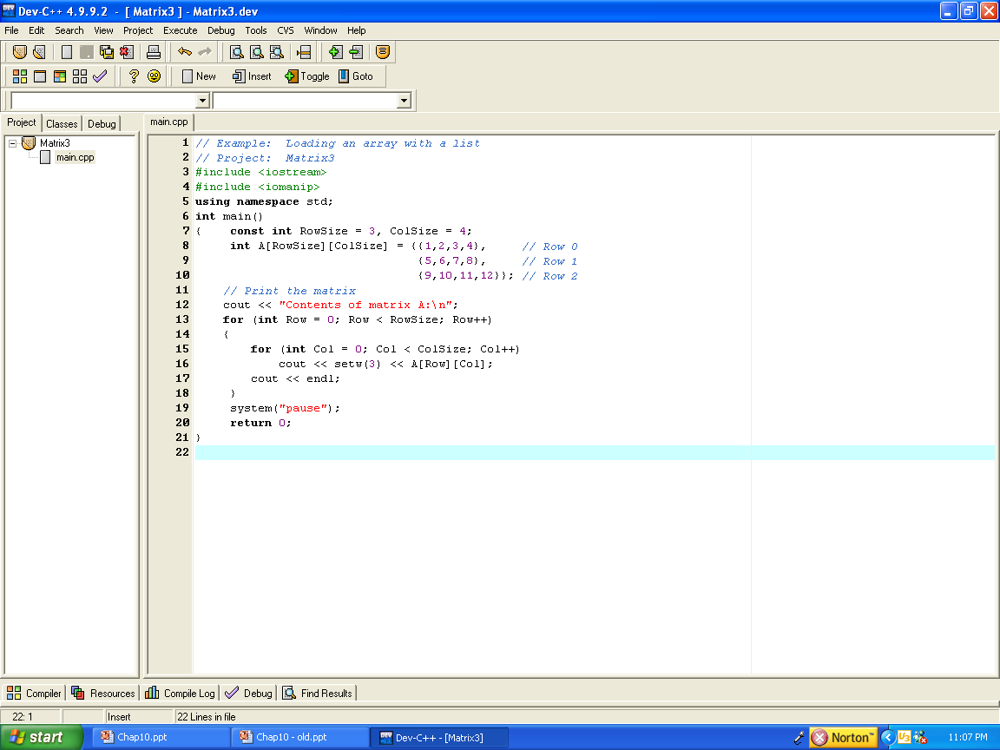 Dev-C++ 4.9.9.2 - [ Matrix3 ] - Matrix3.dev
File Edit Search View Project Execute Debug Tools CVS Window Help
New Insert Toggle Goto
Project Classes Debug
main.cpp
Matrix3
main.cpp
1 // Example:  Loading an array with a list
2 // Project:  Matrix3
3 #include <iostream>
4 #include <iomanip>
5 using namespace std;
6 int main()
7 {    const int RowSize = 3, ColSize = 4;
8      int A[RowSize][ColSize] = {{1,2,3,4},     // Row 0
9                                 {5,6,7,8},     // Row 1
10                                {9,10,11,12}}; // Row 2
11     // Print the matrix
12     cout << "Contents of matrix A:\n";
13     for (int Row = 0; Row < RowSize; Row++)
14     {
15         for (int Col = 0; Col < ColSize; Col++)
16             cout << setw(3) << A[Row][Col];
17         cout << endl;
18      }
19      system("pause");
20      return 0;
21 }
22
Compiler Resources Compile Log Debug Find Results
22: 1 Insert 22 Lines in file
start Chap10.ppt Chap10 - old.ppt Dev-C++ - [Matrix3] Norton™ U3 11:07 PM